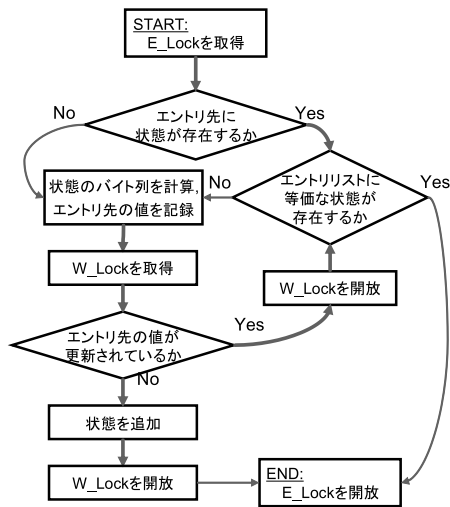 START:
E_Lockを取得
エントリ先に
状態が存在するか
No
Yes
エントリリストに
等価な状態が
存在するか
No
Yes
状態のバイト列を計算,
エントリ先の値を記録
W_Lockを取得
W_Lockを開放
エントリ先の値が
更新されているか
Yes
No
状態を追加
W_Lockを開放
END:
E_Lockを開放